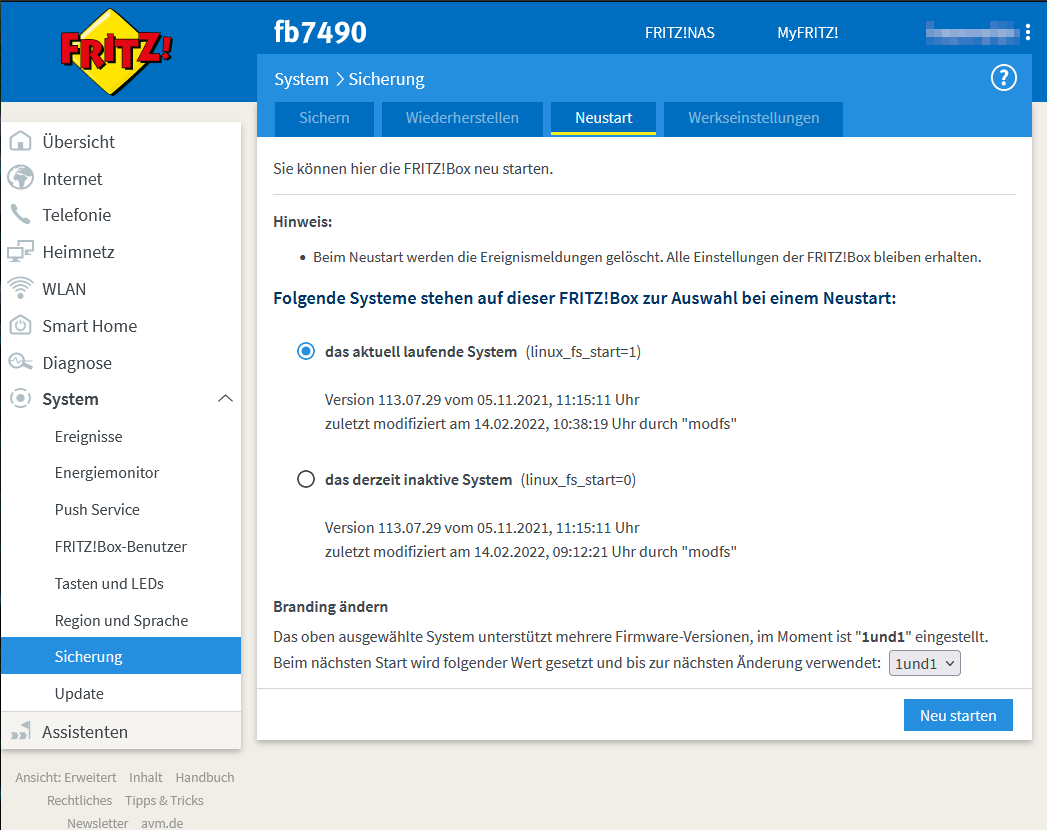 FRITZ!
fb7490
FRITZ!NAS
MyFRITZ!
System > Sicherung
?
Sichern
Wiederherstellen
Neustart
Werkseinstellungen
Übersicht
Internet
Telefonie
Heimnetz
WLAN
Smart Home
Diagnose
System
Ereignisse
Energiemonitor
Push Service
FRITZ!Box-Benutzer
Tasten und LEDs
Region und Sprache
Sicherung
Update
Assistenten
Ansicht: Erweitert Inhalt Handbuch
Rechtliches Tipps & Tricks
Newsletter avm.de
Sie können hier die FRITZ!Box neu starten.
Hinweis:
• Beim Neustart werden die Ereignismeldungen gelöscht. Alle Einstellungen der FRITZ!Box bleiben erhalten.
Folgende Systeme stehen auf dieser FRITZ!Box zur Auswahl bei einem Neustart:
das aktuell laufende System (linux_fs_start=1)
Version 113.07.29 vom 05.11.2021, 11:15:11 Uhr
zuletzt modifiziert am 14.02.2022, 10:38:19 Uhr durch "modfs"
das derzeit inaktive System (linux_fs_start=0)
Version 113.07.29 vom 05.11.2021, 11:15:11 Uhr
zuletzt modifiziert am 14.02.2022, 09:12:21 Uhr durch "modfs"
Branding ändern
Das oben ausgewählte System unterstützt mehrere Firmware-Versionen, im Moment ist "1und1" eingestellt.
Beim nächsten Start wird folgender Wert gesetzt und bis zur nächsten Änderung verwendet: 1und1
Neu starten